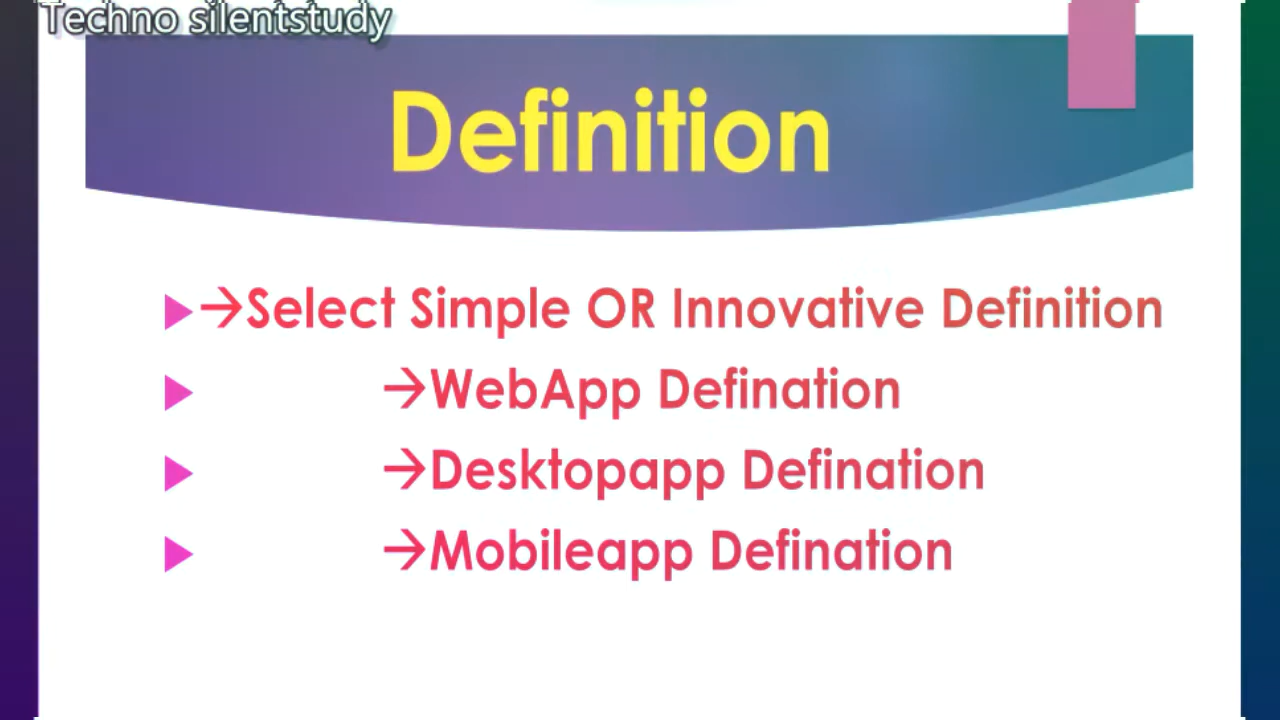 Techno silentstudy
Definition
→Select Simple OR Innovative Definition
→WebApp Defination
→Desktopapp Defination
→Mobileapp Defination